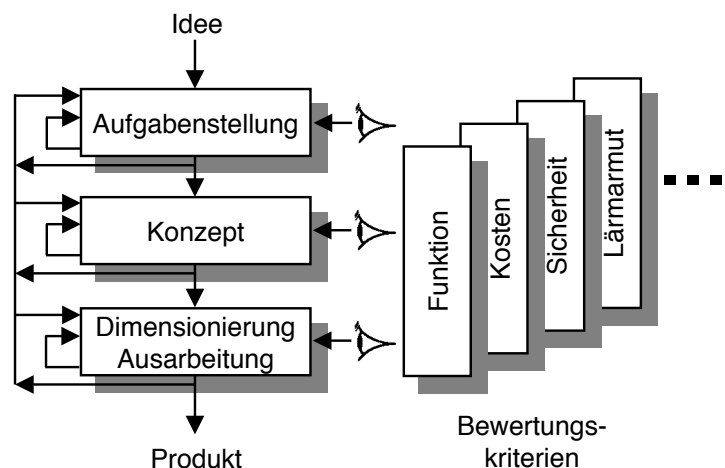 Idee
Aufgabenstellung
Konzept
Dimensionierung
Ausarbeitung
Produkt
Funktion
Kosten
Sicherheit
Lärmarmut
Bewertungs-
kriterien